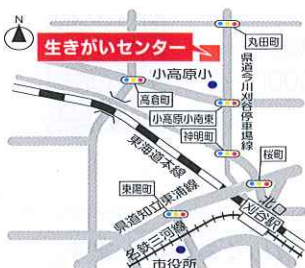 N
丸田町
生きがいセンター
小高原小
高倉町
小高原小南東
神明町
県道今川刈谷停車場線
桜町
東海道本線
北口
刈谷駅
東陽町
県道知立東浦線
名鉄三河線
市役所